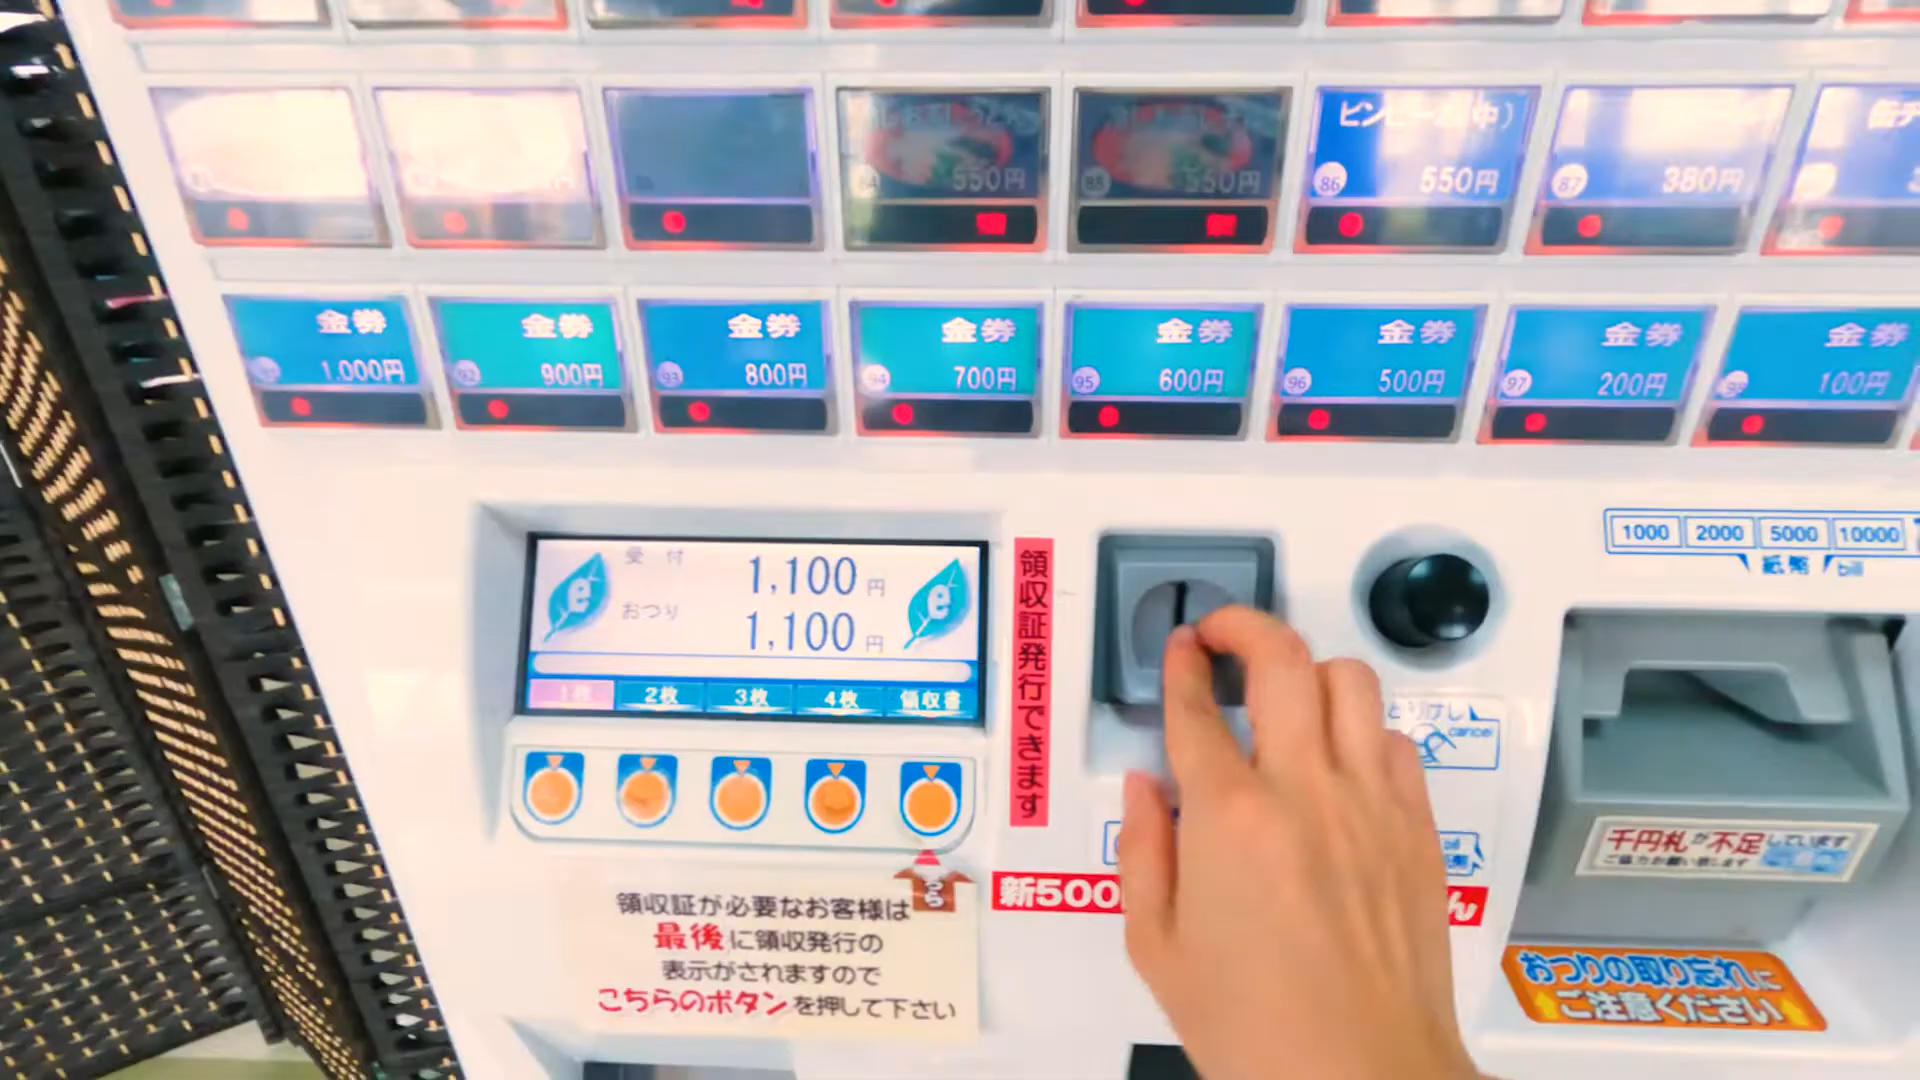 550円
550円
86 550円
87 380円
金券 1,000円
金券 92 900円
金券 93 800円
金券 94 700円
金券 95 600円
金券 96 500円
金券 97 200円
金券 98 100円
受付 1,100円
おつり 1,100円
1枚 2枚 3枚 4枚 領収書
領収証発行できます
1000 2000 5000 10000
紙幣 bill
とりけし
cancel
千円札が不足しています
ご協力お願い致します
新500
ん
おつりの取り忘れに
ご注意ください
領収証が必要なお客様は
最後に領収発行の
表示がされますので
こちらのボタンを押して下さい